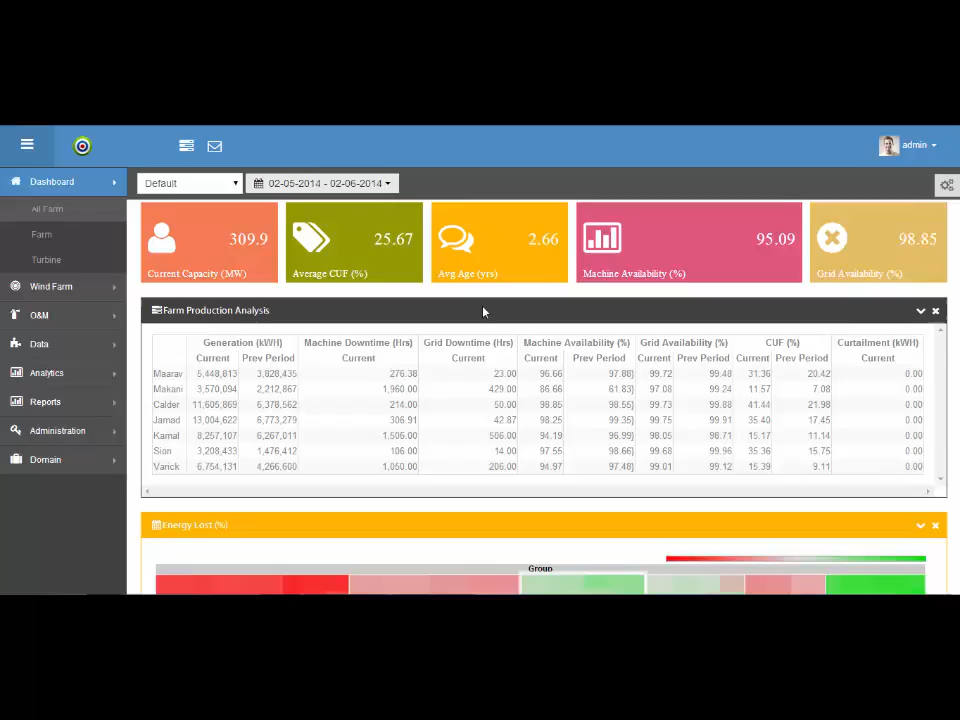 admin
Default 02-05-2014 - 02-06-2014
Dashboard
All Farm
Farm
Turbine
Wind Farm
O&M
Data
Analytics
Reports
Administration
Domain
309.9
Current Capacity (MW)
25.67
Average CUF (%)
2.66
Avg Age (yrs)
95.09
Machine Availability (%)
98.85
Grid Availability (%)
Farm Production Analysis
Generation (kWH) Machine Downtime (Hrs) Grid Downtime (Hrs) Machine Availability (%) Grid Availability (%) CUF (%) Curtailment (kWH)
Current Prev Period Current Current Current Prev Period Current Prev Period Current Prev Period Current
Maarav 5,448,813 3,828,435 276.38 23.00 96.66 97.88) 99.72 99.48 31.36 20.42 0.00
Makani 3,570,094 2,212,867 1,960.00 429.00 86.66 61.83) 97.08 99.24 11.57 7.08 0.00
Calder 11,605,869 6,378,562 214.00 50.00 98.85 98.55) 99.73 99.88 41.44 21.98 0.00
Jamad 13,004,622 6,773,279 306.91 42.87 98.25 99.35) 99.75 99.91 35.40 17.45 0.00
Kamal 8,257,107 6,267,011 1,506.00 506.00 94.19 96.99) 98.05 98.71 15.17 11.14 0.00
Sion 3,208,433 1,476,412 106.00 14.00 97.55 98.66) 99.68 99.96 35.36 15.75 0.00
Varick 6,754,131 4,266,600 1,050.00 206.00 94.97 97.48) 99.01 99.12 15.39 9.11 0.00
Energy Lost (%)
Group